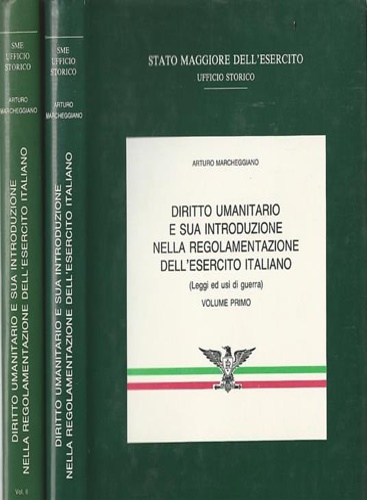 SME
UFFICIO
STORICO
ARTURO
MARCHEGGIANO
DIRITTO UMANITARIO E SUA INTRODUZIONE
NELLA REGOLAMENTAZIONE DELL'ESERCITO ITALIANO
Vol. II
SME
UFFICIO
STORICO
ARTURO
MARCHEGGIANO
DIRITTO UMANITARIO E SUA INTRODUZIONE
NELLA REGOLAMENTAZIONE DELL'ESERCITO ITALIANO
STATO MAGGIORE DELL'ESERCITO
UFFICIO STORICO
ARTURO MARCHEGGIANO
DIRITTO UMANITARIO
E SUA INTRODUZIONE
NELLA REGOLAMENTAZIONE
DELL'ESERCITO ITALIANO
(Leggi ed usi di guerra)
VOLUME PRIMO